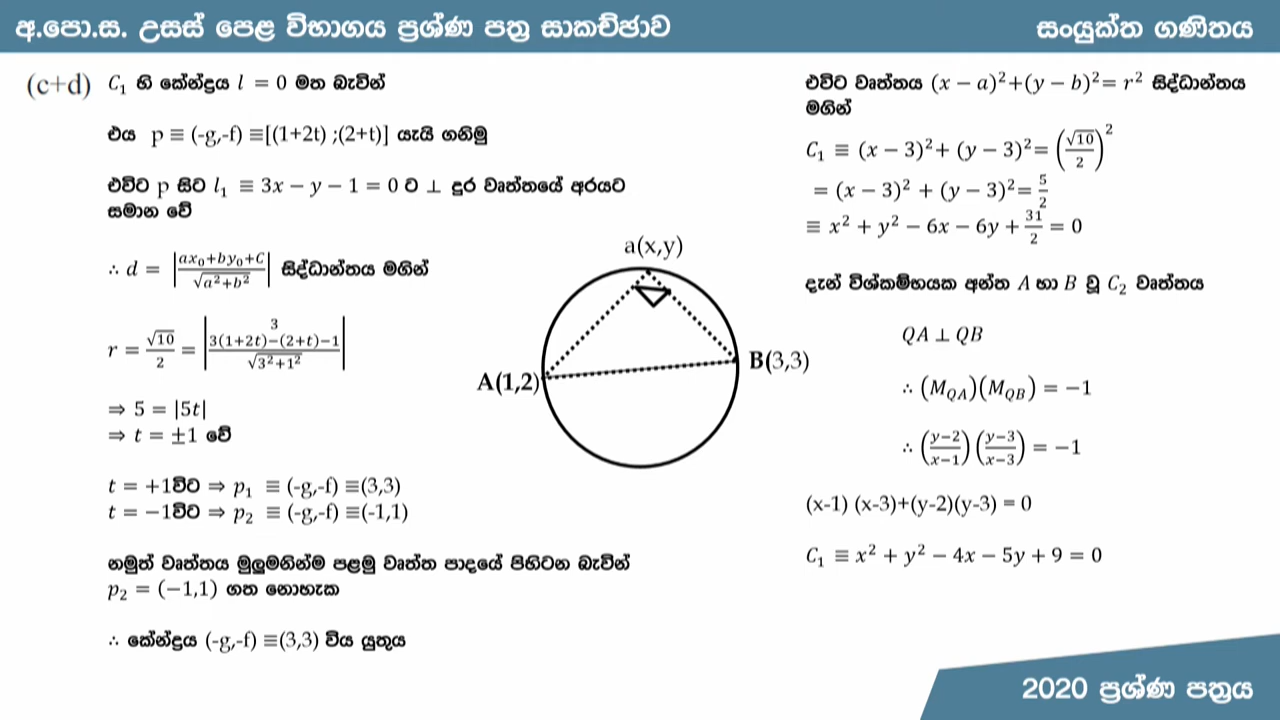 අ.පො.ස. උසස් පෙළ විභාගය ප්‍රශ්ණ පත්‍ර සාකච්ඡාව
සංයුක්ත ගණිතය
(c+d) C₁ හි කේන්ද්‍රය l = 0 මත බැවින්
එය p ≡ (-g,-f) ≡[(1+2t) ;(2+t)] යැයි ගනිමු
එවිට p සිට l₁ ≡ 3x − y − 1 = 0 ට ⊥ දුර වෘත්තයේ අරයට
සමාන වේ
∴ d = |(ax₀+by₀+C)/√(a²+b²)| සිද්ධාන්තය මගින්
3
r = √10/2 = |(3(1+2t)−(2+t)−1)/√(3²+1²)|
⇒ 5 = |5t|
⇒ t = ±1 වේ
t = +1විට ⇒ p₁ ≡ (-g,-f) ≡(3,3)
t = −1විට ⇒ p₂ ≡ (-g,-f) ≡(-1,1)
නමුත් වෘත්තය මුලුමනින්ම පළමු වෘත්ත පාදයේ පිහිටන බැවින්
p₂ = (−1,1) ගත නොහැක
∴ කේන්ද්‍රය (-g,-f) ≡(3,3) විය යුතුය
a(x,y)
A(1,2)
B(3,3)
එවිට වෘත්තය (x − a)²+(y − b)²= r² සිද්ධාන්තය
මගින්
C₁ ≡ (x − 3)²+ (y − 3)²= (√10/2)²
= (x − 3)² + (y − 3)²= 5/2
≡ x² + y² − 6x − 6y + 31/2 = 0
දැන් විශ්කම්භයක අන්ත A හා B වූ C₂ වෘත්තය
QA ⊥ QB
∴ (M_QA)(M_QB) = −1
∴ ((y−2)/(x−1))((y−3)/(x−3)) = −1
(x-1) (x-3)+(y-2)(y-3) = 0
C₁ ≡ x² + y² − 4x − 5y + 9 = 0
2020 ප්‍රශ්ණ පත්‍රය